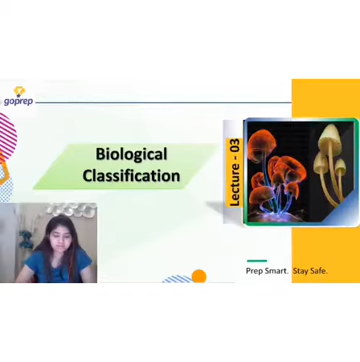 goprep
Biological
Classification
Lecture - 03
Prep Smart. Stay Safe.